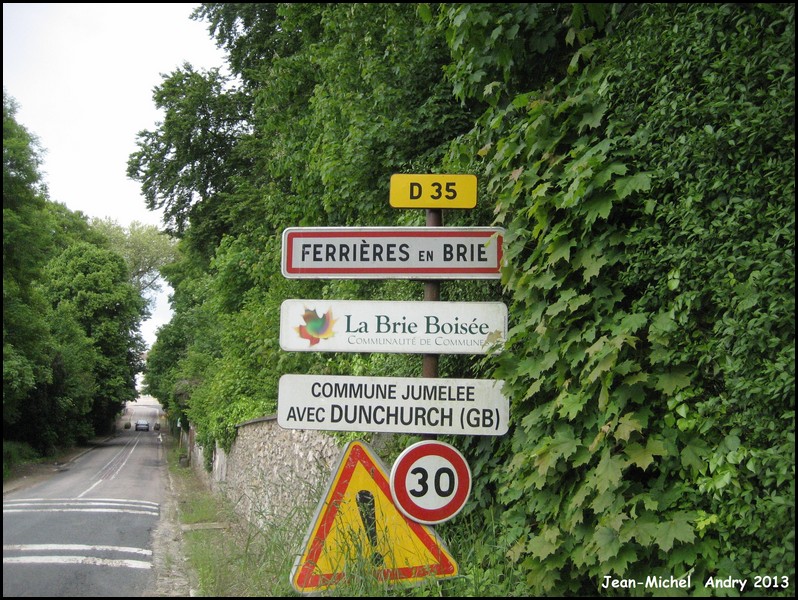 D 35
FERRIÈRES EN BRIE
La Brie Boisée
COMMUNAUTÉ DE COMMUNES
COMMUNE JUMELEE
AVEC DUNCHURCH (GB)
30
!
Jean-Michel Andry 2013